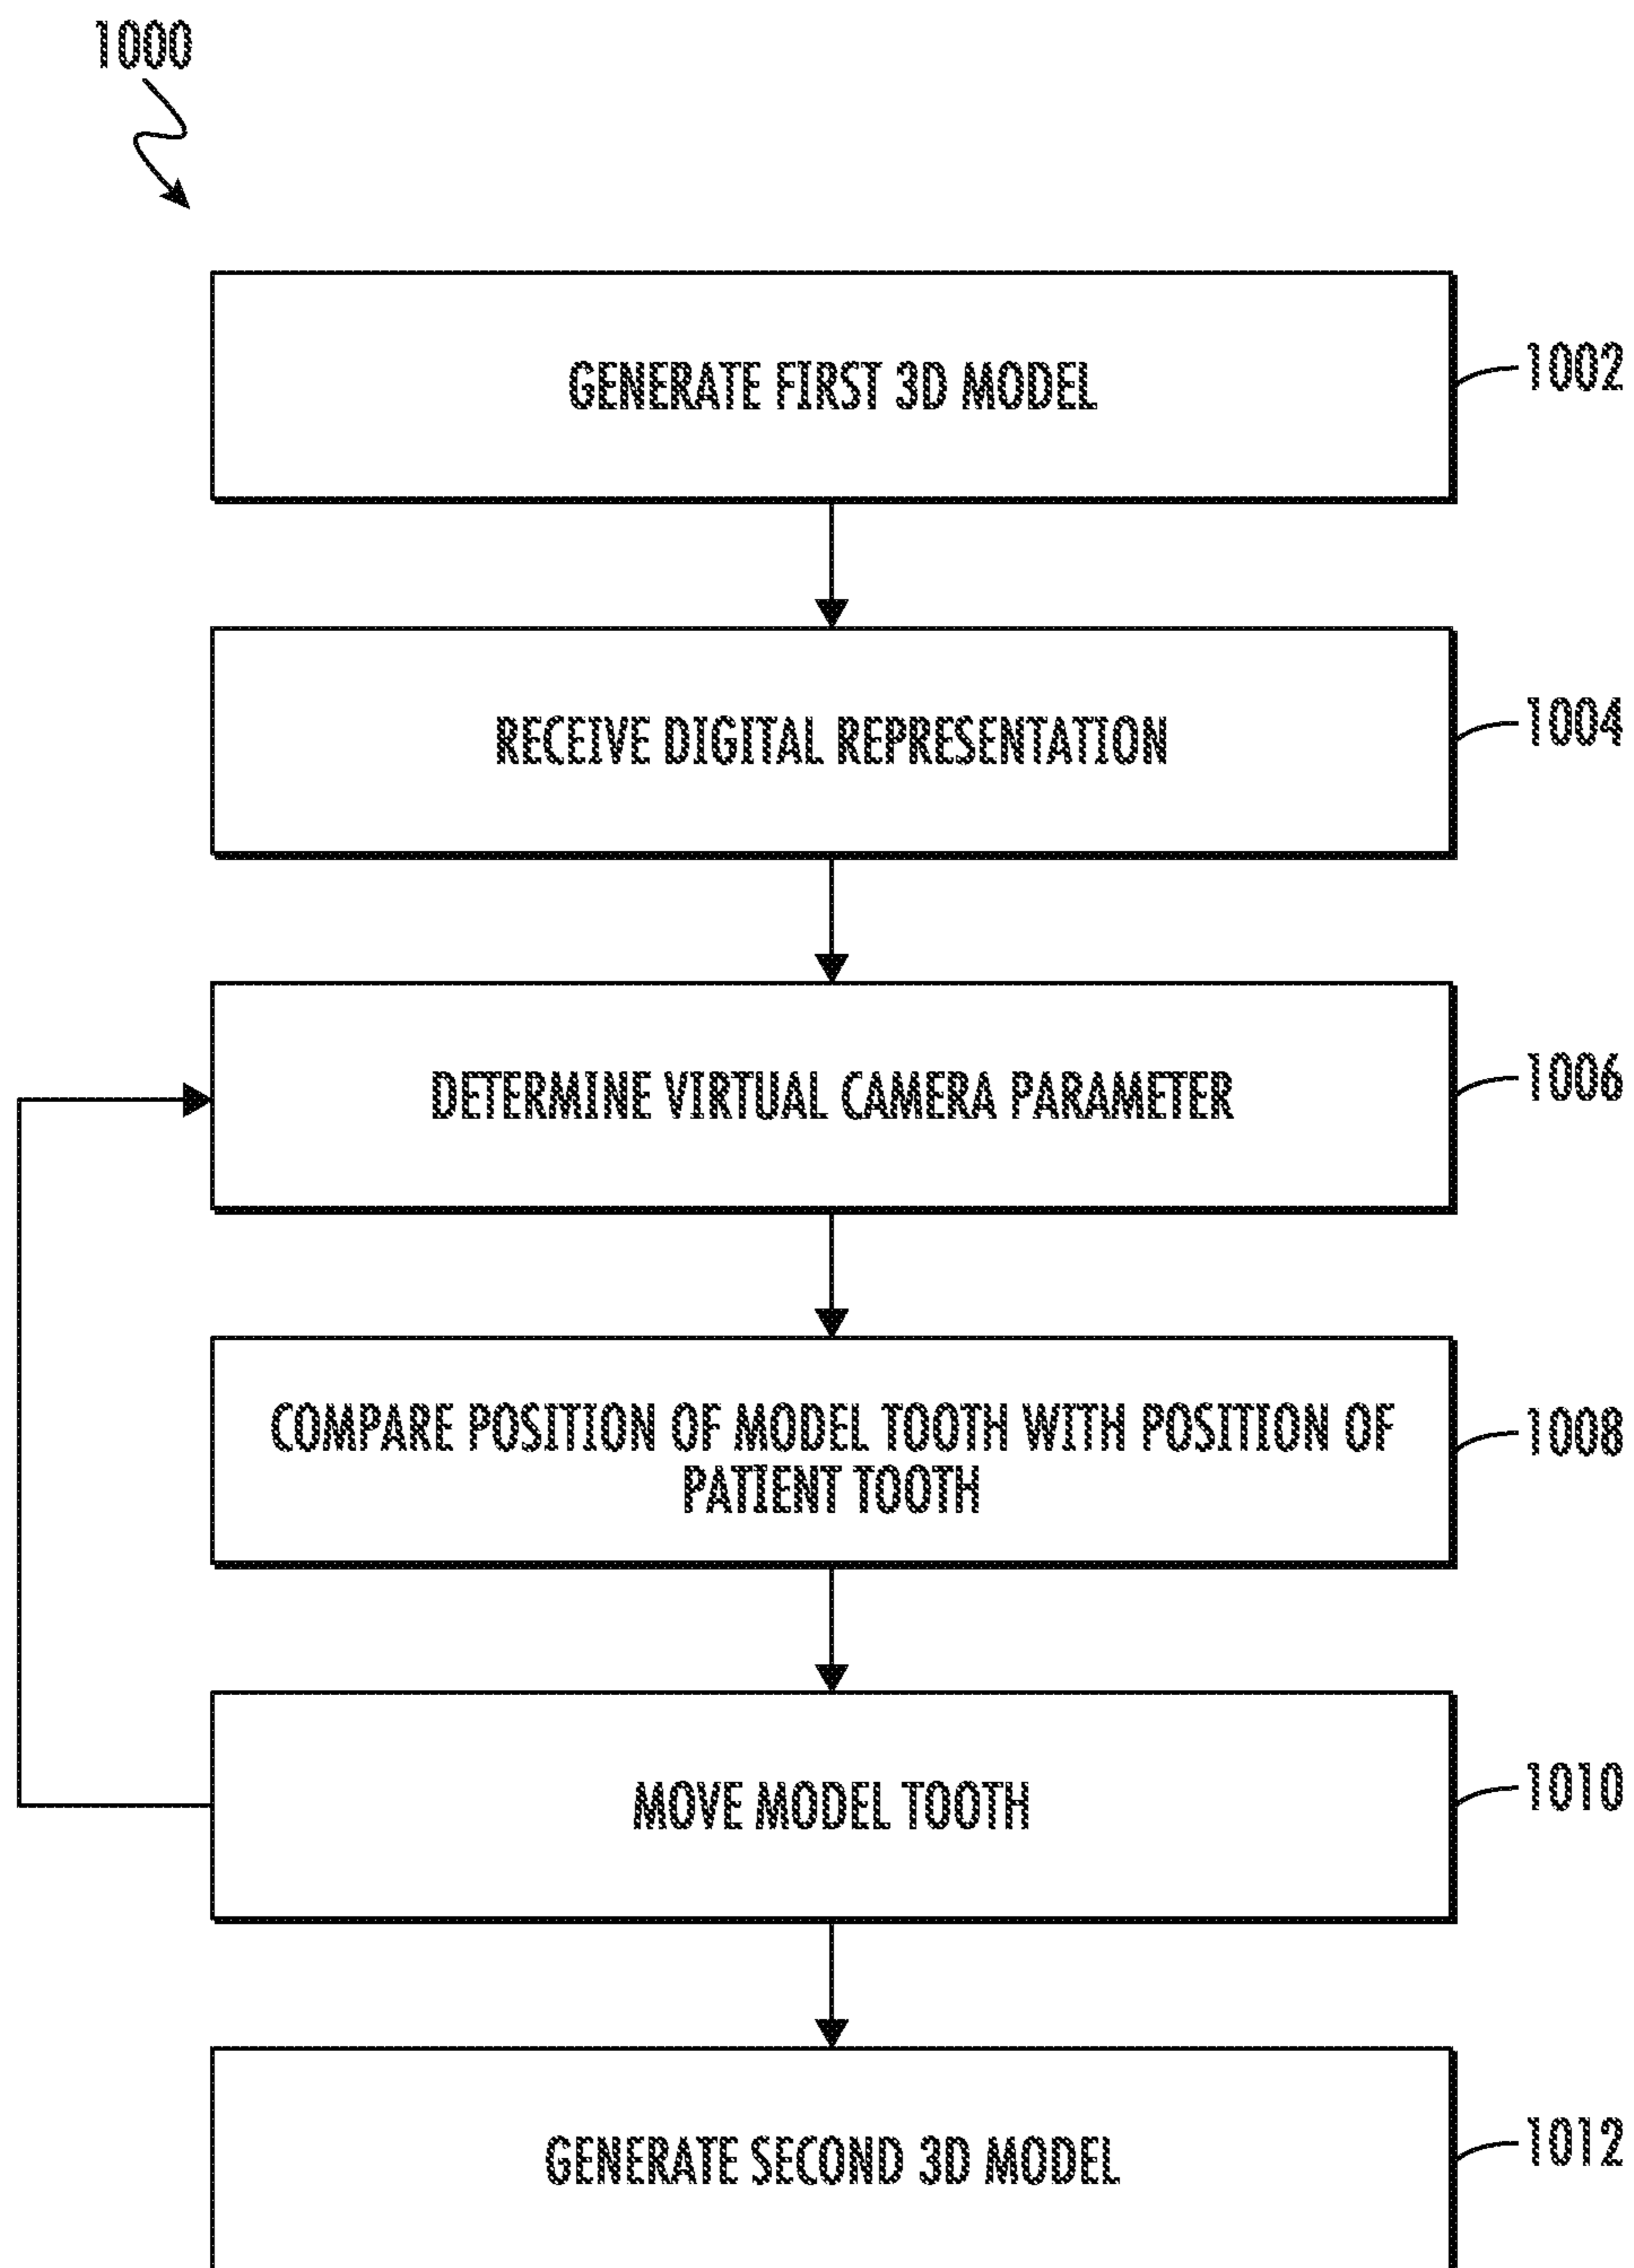 1000
GENERATE FIRST 3D MODEL
1002
RECEIVE DIGITAL REPRESENTATION
1004
DETERMINE VIRTUAL CAMERA PARAMETER
1006
COMPARE POSITION OF MODEL TOOTH WITH POSITION OF
PATIENT TOOTH
1008
MOVE MODEL TOOTH
1010
GENERATE SECOND 3D MODEL
1012